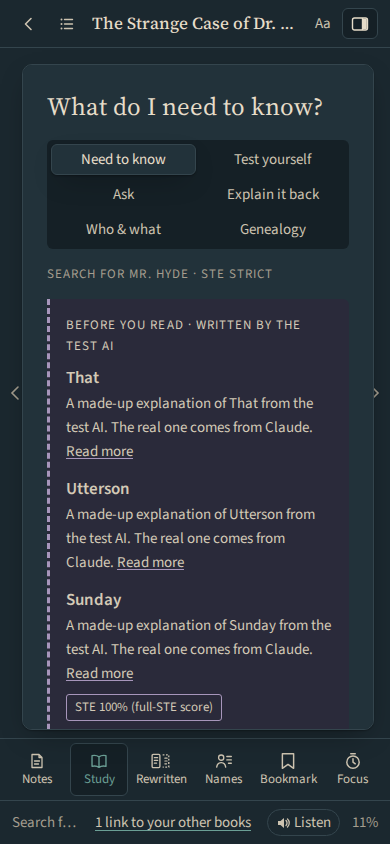 The Strange Case of Dr. ...
Aa
What do I need to know?
Need to know
Test yourself
Ask
Explain it back
Who & what
Genealogy
SEARCH FOR MR. HYDE · STE STRICT
BEFORE YOU READ · WRITTEN BY THE
TEST AI
That
A made-up explanation of That from the
test AI. The real one comes from Claude.
Read more
Utterson
A made-up explanation of Utterson from
the test AI. The real one comes from
Claude. Read more
Sunday
A made-up explanation of Sunday from the
test AI. The real one comes from Claude.
Read more
STE 100% (full-STE score)
Notes
Study
Rewritten
Names
Bookmark
Focus
Search f...
1 link to your other books
Listen
11%